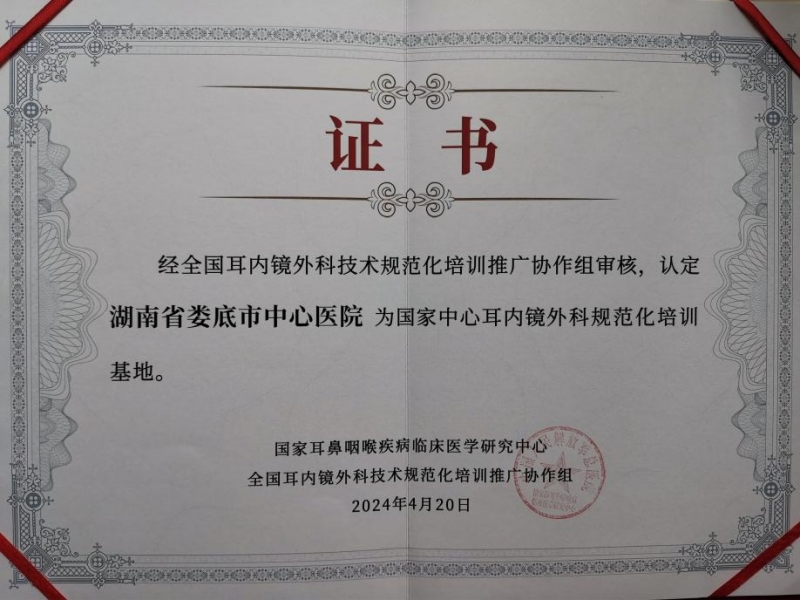 证 书
经全国耳内镜外科技术规范化培训推广协作组审核，认定
湖南省娄底市中心医院 为国家中心耳内镜外科规范化培训
基地。
国家耳鼻咽喉疾病临床医学研究中心
全国耳内镜外科技术规范化培训推广协作组
2024年4月20日